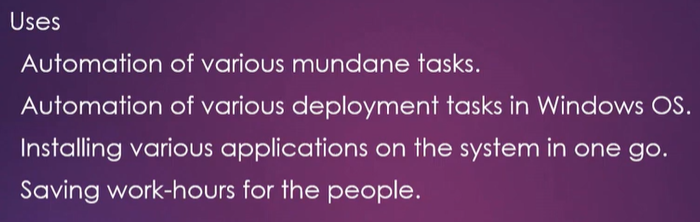 Uses
Automation of various mundane tasks.
Automation of various deployment tasks in Windows OS.
Installing various applications on the system in one go.
Saving work-hours for the people.